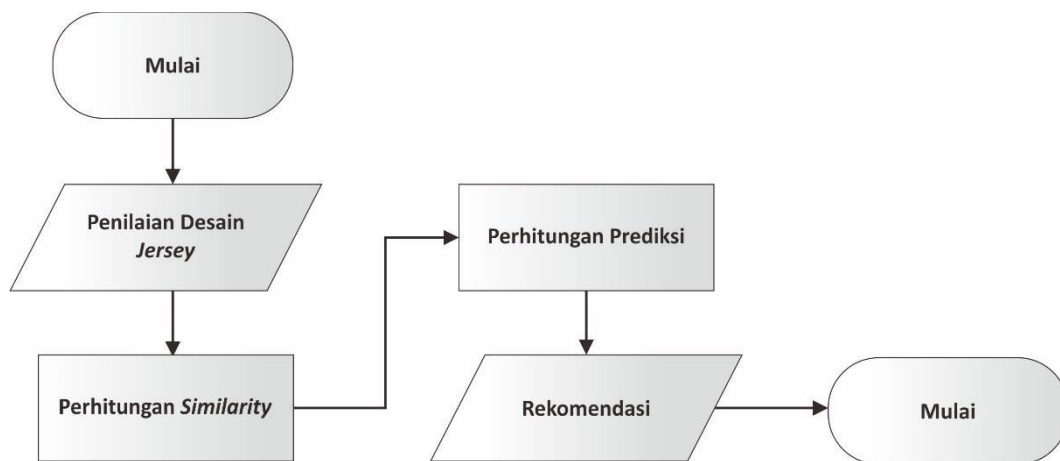 Mulai
Penilaian Desain
Jersey
Perhitungan Similarity
Perhitungan Prediksi
Rekomendasi
Mulai